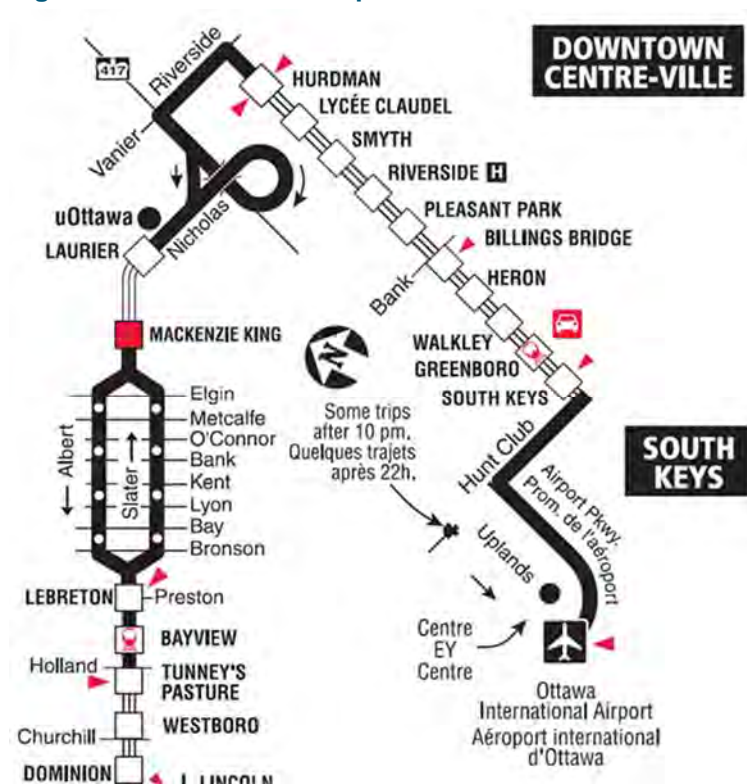 DOWNTOWN
CENTRE-VILLE
417
Riverside
Vanier
HURDMAN
LYCÉE CLAUDEL
SMYTH
RIVERSIDE H
PLEASANT PARK
BILLINGS BRIDGE
Bank
HERON
WALKLEY
GREENBORO
SOUTH KEYS
uOttawa
Nicholas
LAURIER
MACKENZIE KING
N
Some trips
after 10 pm.
Quelques trajets
après 22h.
Elgin
Metcalfe
O'Connor
Bank
Kent
Lyon
Bay
Bronson
Albert
Slater
Hunt Club
SOUTH
KEYS
Airport Pkwy.
Prom. de l'aéroport
Uplands
LEBRETON
Preston
BAYVIEW
Centre
EY
Centre
Holland
TUNNEY'S
PASTURE
Ottawa
International Airport
Aéroport international
d'Ottawa
WESTBORO
Churchill
DOMINION
LINCOLN